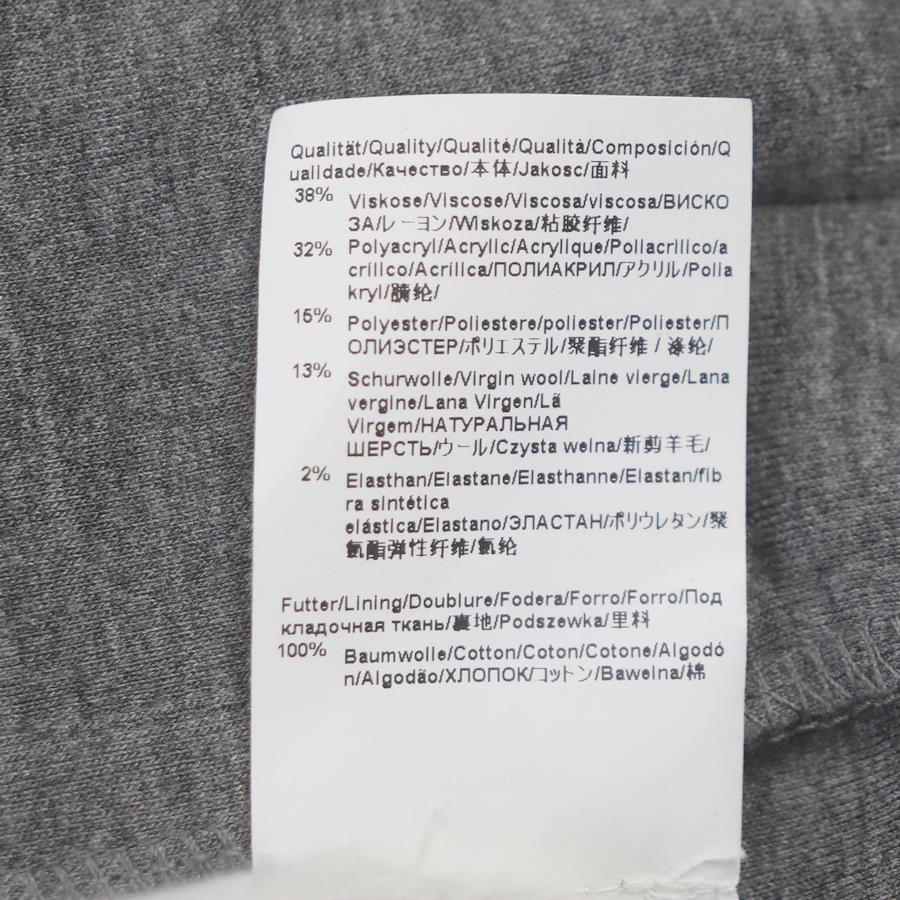 Qualität/Quality/Qualité/Qualità/Composición/Q
ualidade/Качество/本体/Jakosc/面料
38% Viskose/Viscose/Viscosa/viscosa/ВИСКО
ЗА/レーヨン/Wiskoza/粘胶纤维/
32% Polyacryl/Acrylic/Acrylique/Poliacrilico/a
crílico/Acrílica/ПОЛИАКРИЛ/アクリル/Polia
kryl/腈纶/
15% Polyester/Poliestere/poliester/Poliester/П
ОЛИЭСТЕР/ポリエステル/聚酯纤维 / 涤纶/
13% Schurwolle/Virgin wool/Laine vierge/Lana
vergine/Lana Virgen/Lã
Virgem/НАТУРАЛЬНАЯ
ШЕРСТЬ/ウール/Czysta welna/新剪羊毛/
2% Elasthan/Elastane/Elasthanne/Elastan/fib
ra sintética
elástica/Elastano/ЭЛАСТАН/ポリウレタン/聚
氨酯弹性纤维/氨纶
Futter/Lining/Doublure/Fodera/Forro/Forro/Под
кладочная ткань/裏地/Podszewka/里料
100% Baumwolle/Cotton/Coton/Cotone/Algodó
n/Algodão/ХЛОПОК/コットン/Bawelna/棉